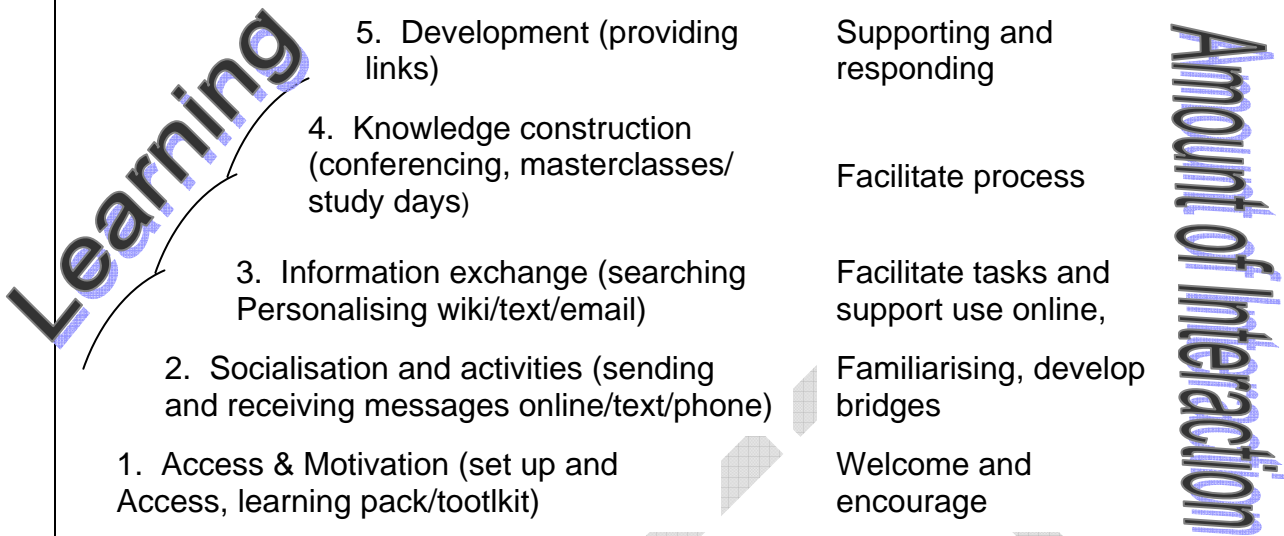 Learning
5. Development (providing
links)
Supporting and
responding
4. Knowledge construction
(conferencing, masterclasses/
study days)
Facilitate process
3. Information exchange (searching
Personalising wiki/text/email)
Facilitate tasks and
support use online,
2. Socialisation and activities (sending
and receiving messages online/text/phone)
Familiarising, develop
bridges
1. Access & Motivation (set up and
Access, learning pack/tootlkit)
Welcome and
encourage
Amount of Interaction